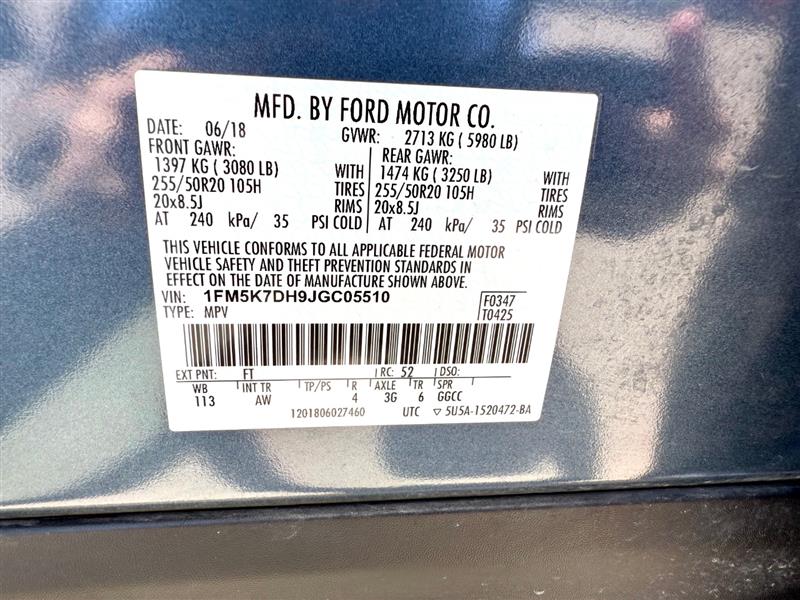 MFD. BY FORD MOTOR CO.
DATE: 06/18 GVWR: 2713 KG ( 5980 LB)
FRONT GAWR: REAR GAWR:
1397 KG ( 3080 LB) WITH 1474 KG ( 3250 LB) WITH
255/50R20 105H TIRES 255/50R20 105H TIRES
20x8.5J RIMS 20x8.5J RIMS
AT 240 kPa/ 35 PSI COLD AT 240 kPa/ 35 PSI COLD
THIS VEHICLE CONFORMS TO ALL APPLICABLE FEDERAL MOTOR
VEHICLE SAFETY AND THEFT PREVENTION STANDARDS IN
EFFECT ON THE DATE OF MANUFACTURE SHOWN ABOVE.
VIN: 1FM5K7DH9JGC05510 F0347
TYPE: MPV T0425
EXT PNT: FT RC: 52 DSO:
WB INT TR TP/PS R AXLE TR SPR
113 AW 4 3G 6 GGCC
1201806027460 UTC ▽ 5U5A-1520472-BA